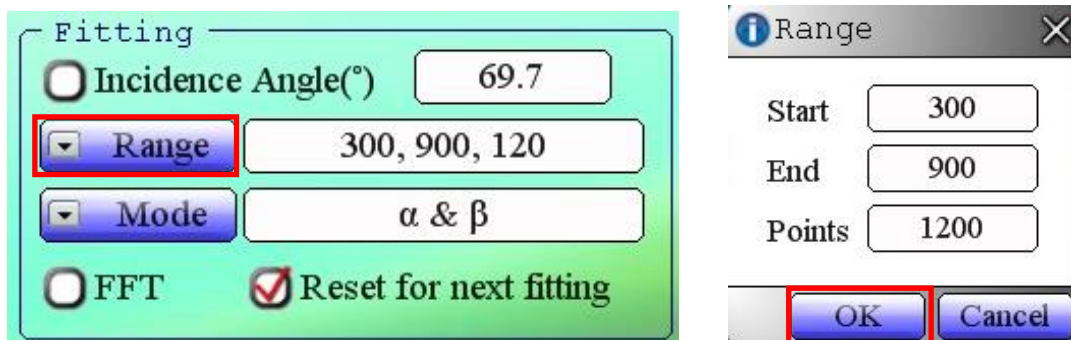 Fitting
Incidence Angle(°) 69.7
Range 300, 900, 120
Mode α & β
FFT Reset for next fitting
Range
Start 300
End 900
Points 1200
OK Cancel